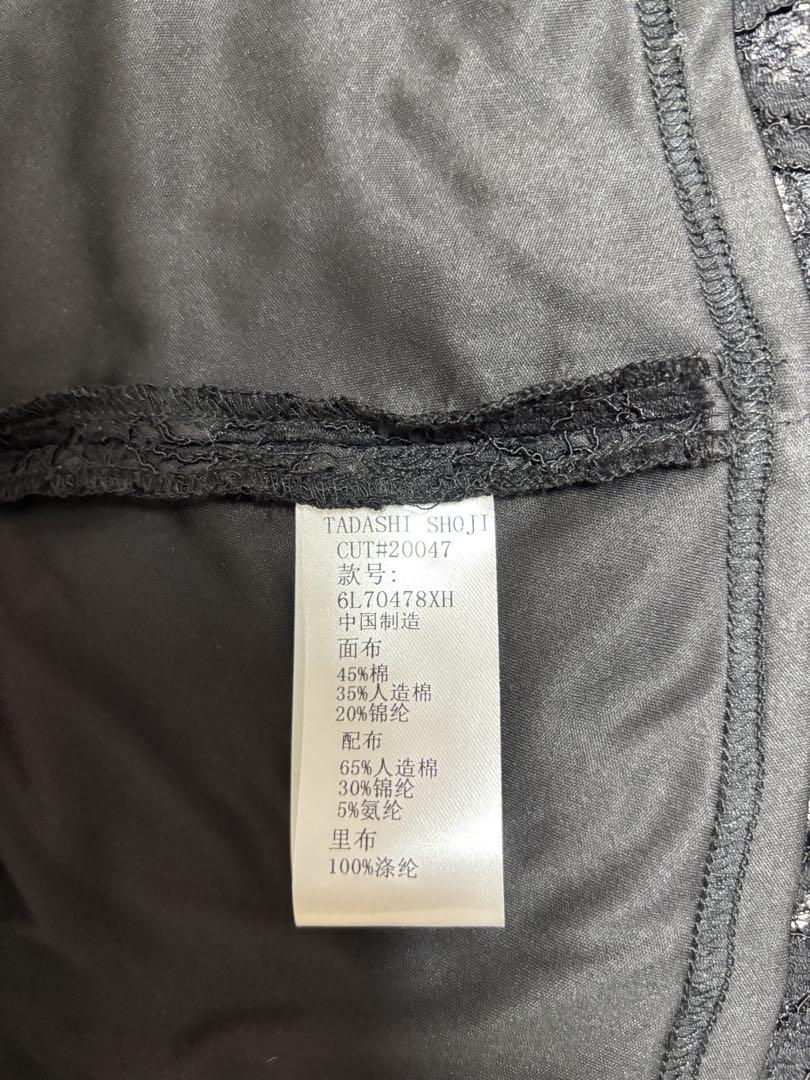 TADASHI SHOJI
CUT#20047
款号:
6L70478XH
中国制造
面布
45%棉
35%人造棉
20%锦纶
配布
65%人造棉
30%锦纶
5%氨纶
里布
100%涤纶